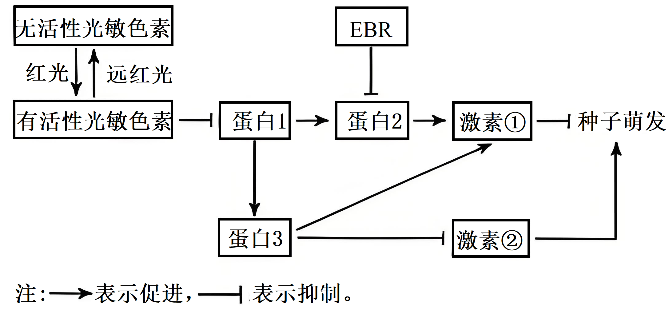 无活性光敏色素
EBR
红光
远红光
有活性光敏色素
蛋白1
蛋白2
激素①
种子萌发
蛋白3
激素②
注:
表示促进,
表示抑制。